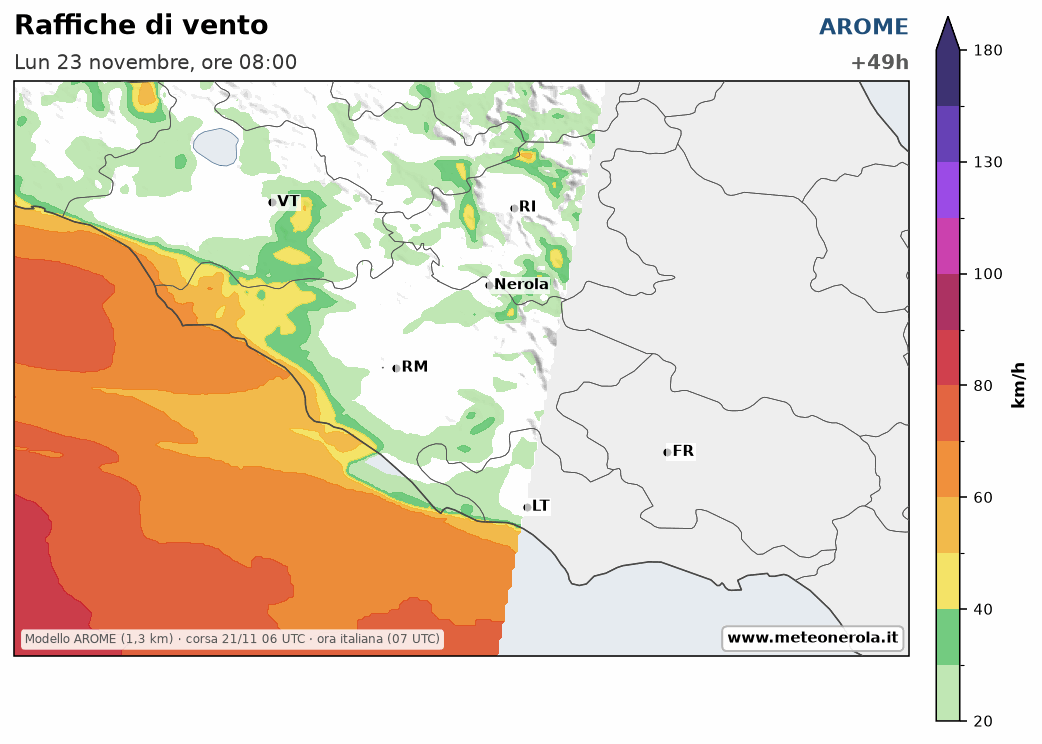 Raffiche di vento
AROME
Lun 23 novembre, ore 08:00
+49h
VT
RI
Nerola
RM
FR
LT
Modello AROME (1,3 km) · corsa 21/11 06 UTC · ora italiana (07 UTC)
www.meteonerola.it
180
130
100
80
60
40
20
km/h